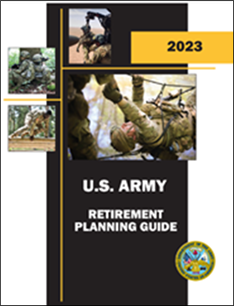 2023
U.S. ARMY
RETIREMENT
PLANNING GUIDE